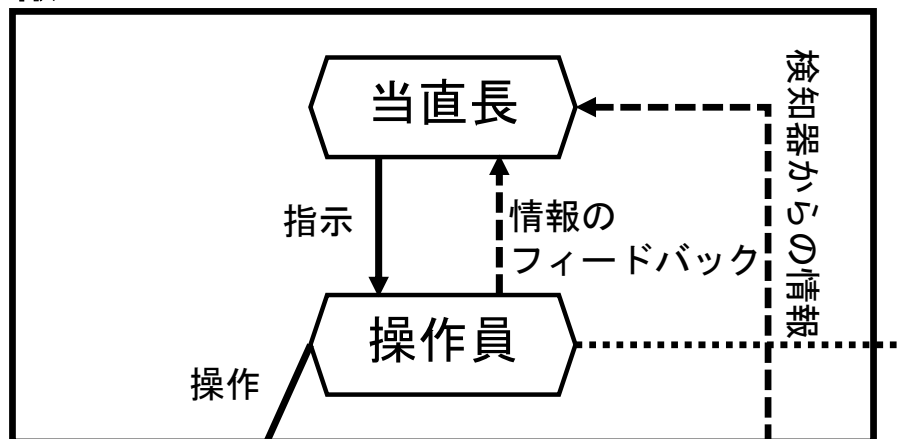 当直長
指示
情報の
フィードバック
検知器からの情報
操作員
操作